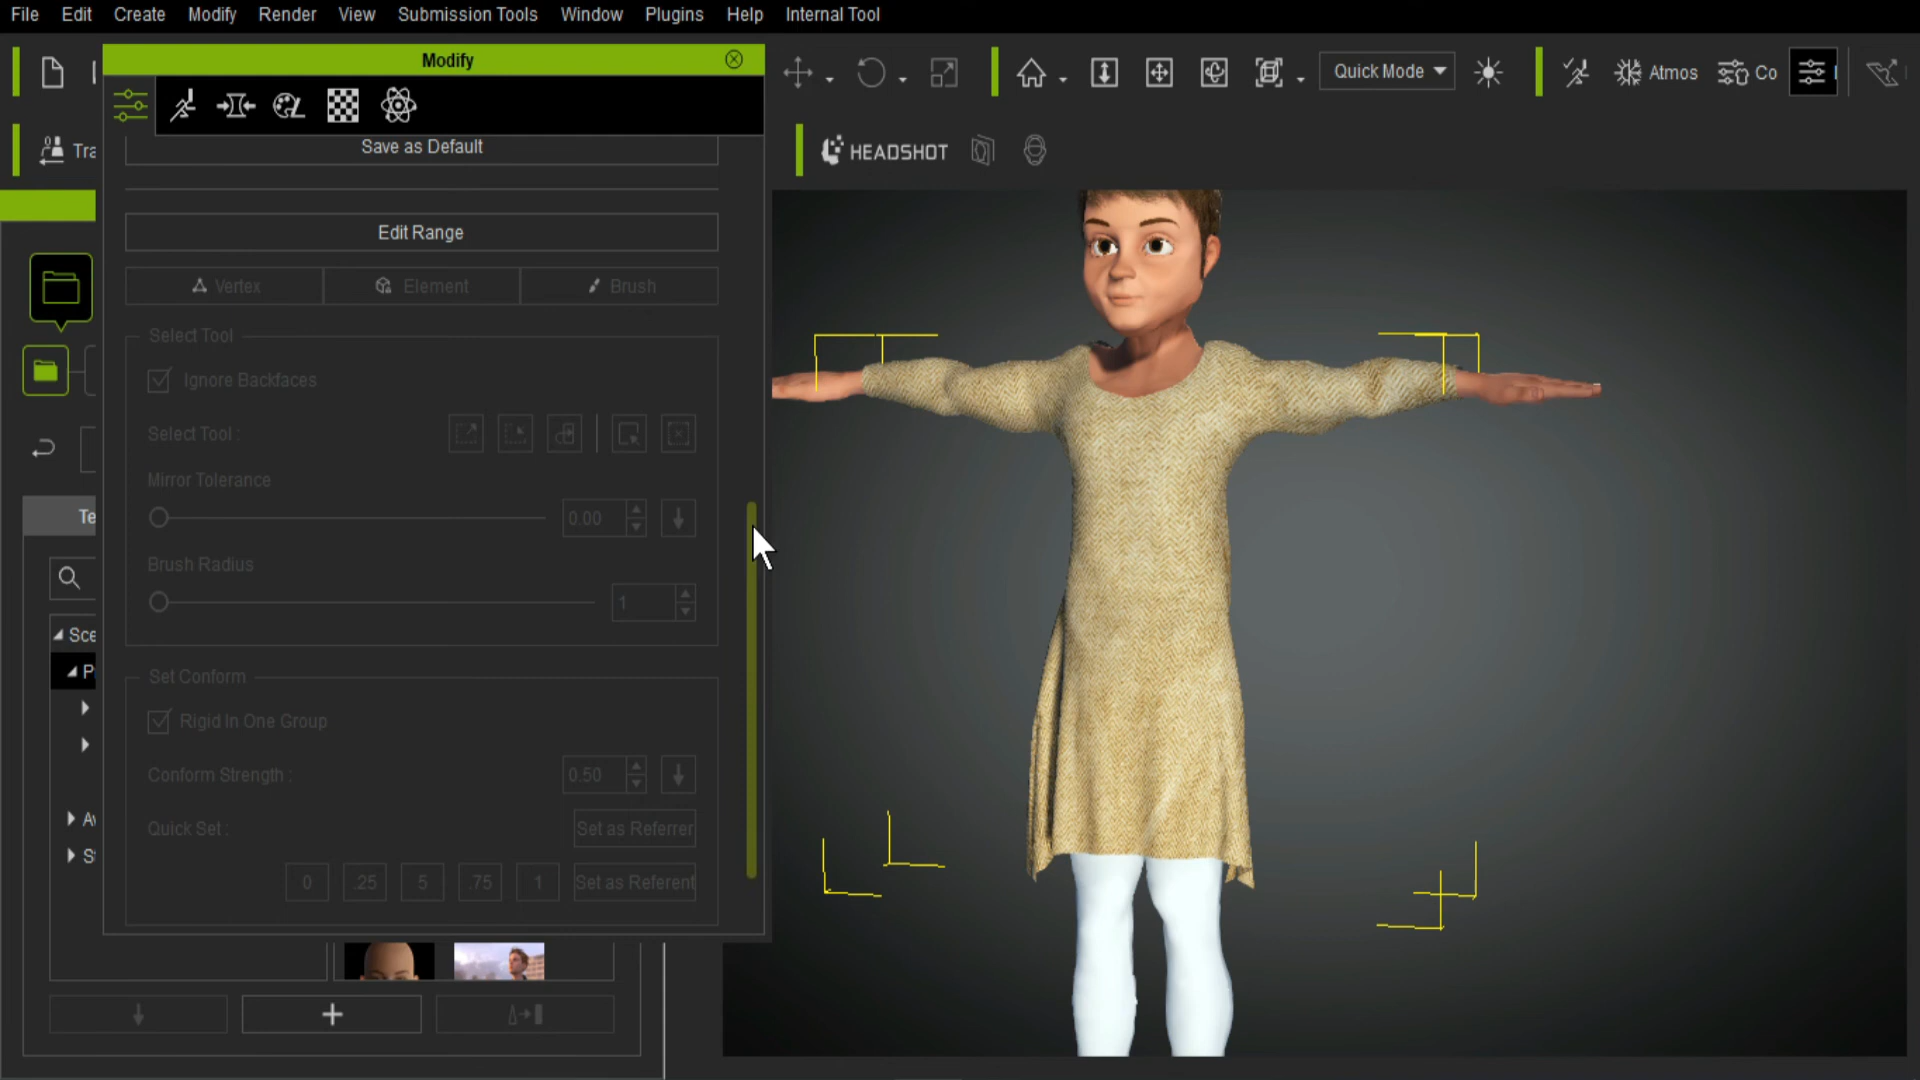 File Edit Create Modify Render View Submission Tools Window Plugins Help Internal Tool
Modify
Quick Mode
Atmos
Co
Tra
HEADSHOT
Save as Default
Edit Range
Vertex Element Brush
Select Tool
Ignore Backfaces
Select Tool :
Mirror Tolerance
0.00
Brush Radius
1
Set Conform
Rigid In One Group
Conform Strength :
0.50
Quick Set :
Set as Referrer
0 .25 5 .75 1 Set as Referent
Te
Sce
P
Av
S